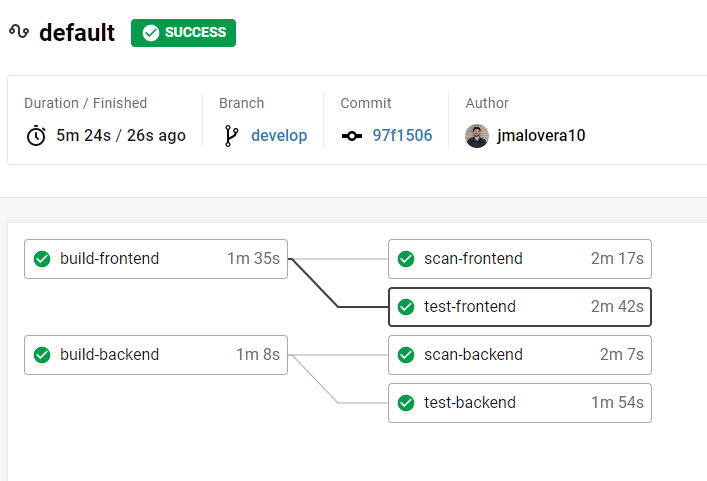 default SUCCESS
Duration / Finished Branch Commit Author
5m 24s / 26s ago develop 97f1506 jmalovera10
build-frontend 1m 35s scan-frontend 2m 17s
test-frontend 2m 42s
build-backend 1m 8s scan-backend 2m 7s
test-backend 1m 54s